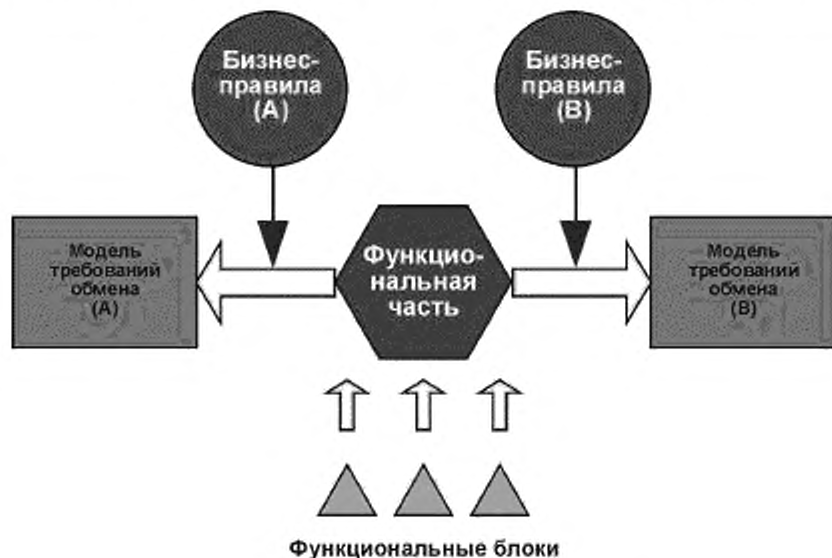 Бизнес-
правила
(А)
Бизнес-
правила
(В)
Модель
требований
обмена
(А)
Функцио-
нальная
часть
Модель
требований
обмена
(В)
Функциональные блоки